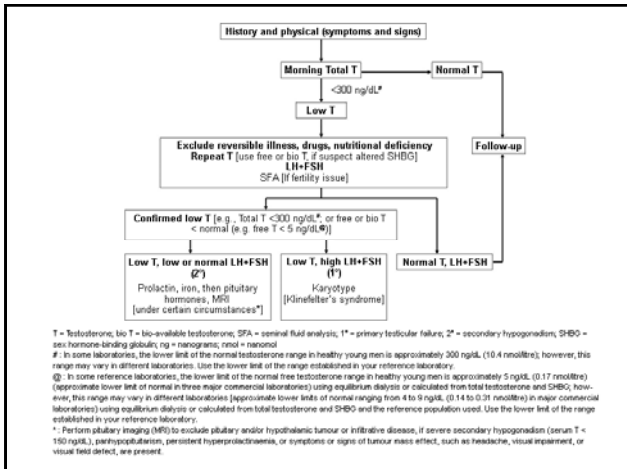 History and physical (symptoms and signs)
Morning Total T
Normal T
<300 ng/dL#
Low T
Exclude reversible illness, drugs, nutritional deficiency
Repeat T [use free or bio T, if suspect altered SHBG]
LH+FSH
SFA [If fertility issue]
Follow-up
Confirmed low T [e.g., Total T <300 ng/dL#; or free or bio T
< normal (e.g. free T < 5 ng/dL@)]
Low T, low or normal LH+FSH
(2°)
Prolactin, iron, then pituitary
hormones, MRI
[under certain circumstances*]
Low T, high LH+FSH
(1°)
Karyotype
[Klinefelter's syndrome]
Normal T, LH+FSH
T = Testosterone; bio T = bio-available testosterone; SFA = seminal fluid analysis; 1° = primary testicular failure; 2° = secondary hypogonadism; SHBG =
sex hormone-binding globulin; ng = nanograms; nmol = nanomol
# : In some laboratories, the lower limit of the normal testosterone range in healthy young men is approximately 300 ng/dL (10.4 nmol/litre); however, this
range may vary in different laboratories. Use the lower limit of the range established in your reference laboratory.
@ : In some reference laboratories, the lower limit of the normal free testosterone range in healthy young men is approximately 5 ng/dL (0.17 nmol/litre)
(approximate lower limit of normal in three major commercial laboratories) using equilibrium dialysis or calculated from total testosterone and SHBG; how-
ever, this range may vary in different laboratories [approximate lower limits of normal ranging from 4 to 9 ng/dL (0.14 to 0.31 nmol/litre) in major commercial
laboratories) using equilibrium dialysis or calculated from total testosterone and SHBG and the reference population used. Use the lower limit of the range
established in your reference laboratory.
* : Perform pituitary imaging (MRI) to exclude pituitary and/or hypothalamic tumour or infiltrative disease, if severe secondary hypogonadism (serum T <
150 ng/dL), panhypopituitarism, persistent hyperprolactinaemia, or symptoms or signs of tumour mass effect, such as headache, visual impairment, or
visual field defect, are present.